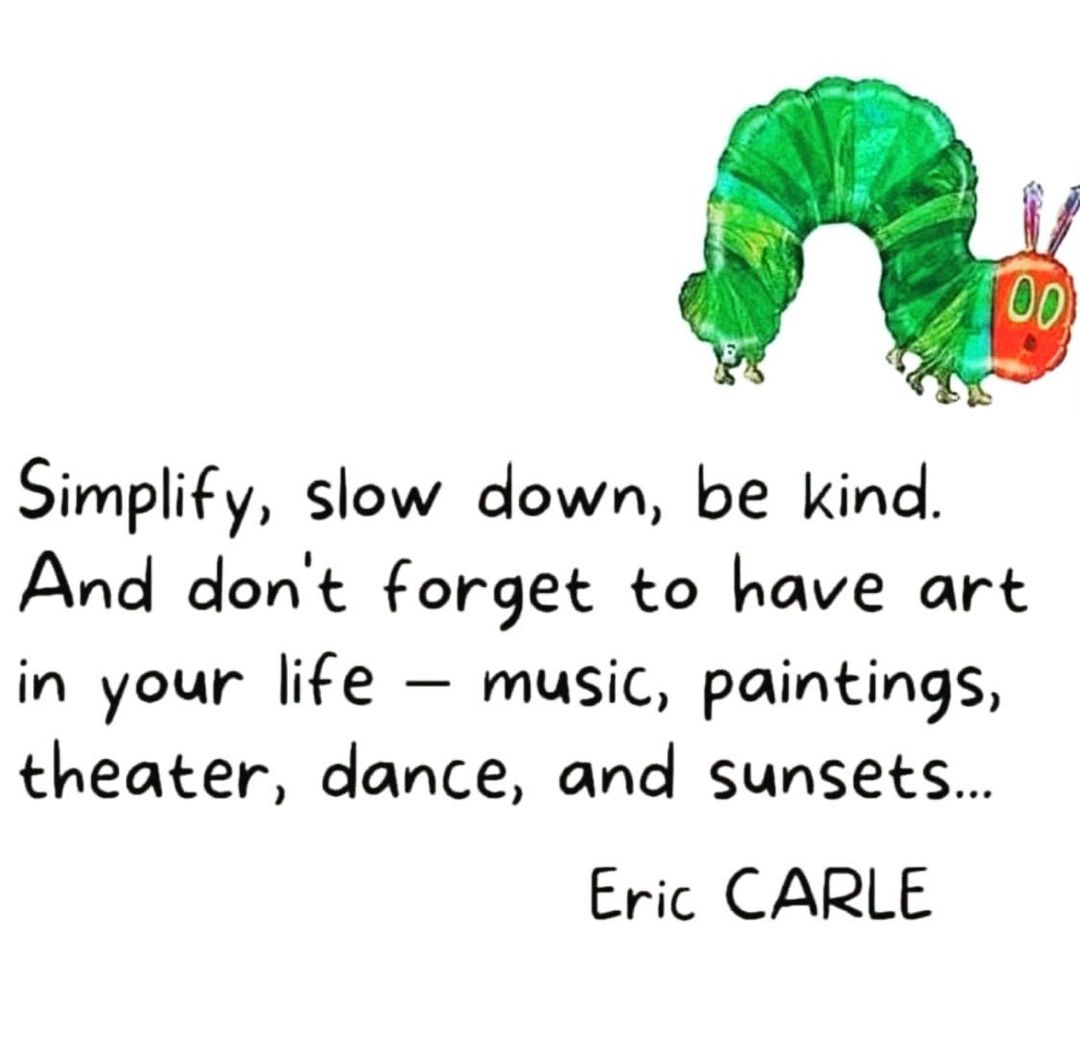 Simplify, slow down, be kind.
And don't forget to have art
in your life – music, paintings,
theater, dance, and sunsets...
Eric CARLE